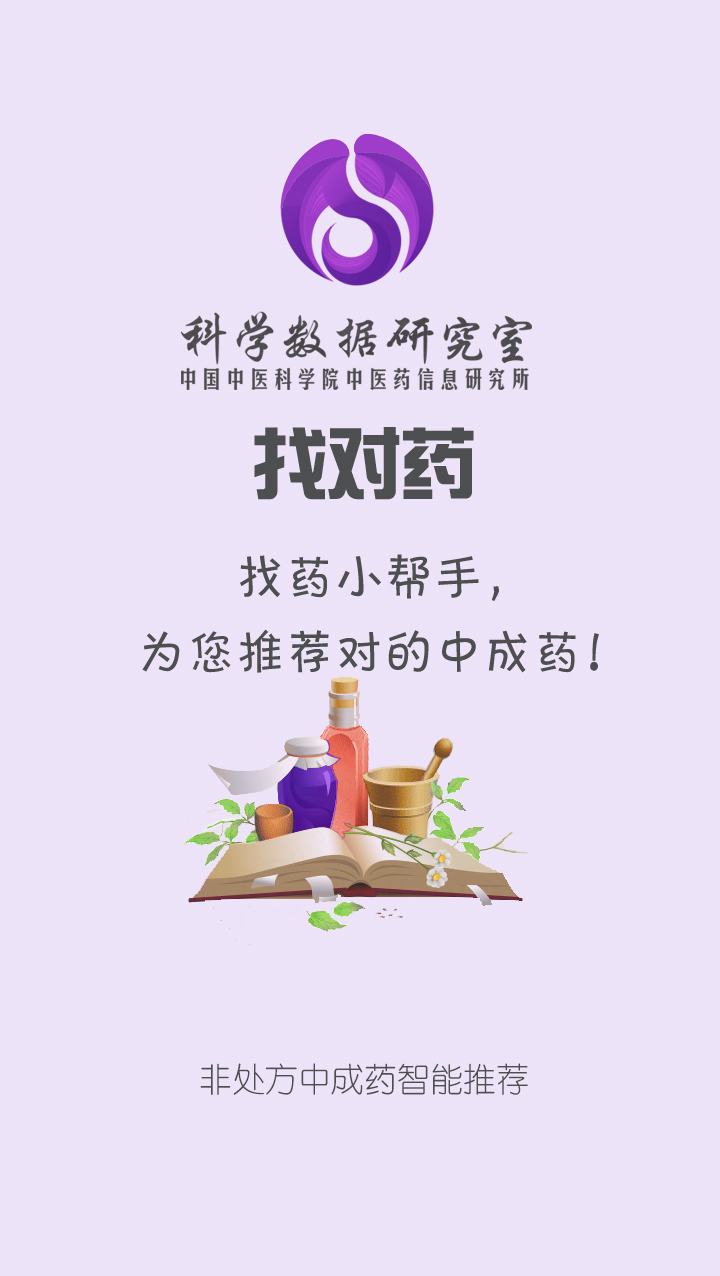 科学数据研究室
中国中医科学院中医药信息研究所
找对药
找药小帮手，
为您推荐对的中成药！
非处方中成药智能推荐